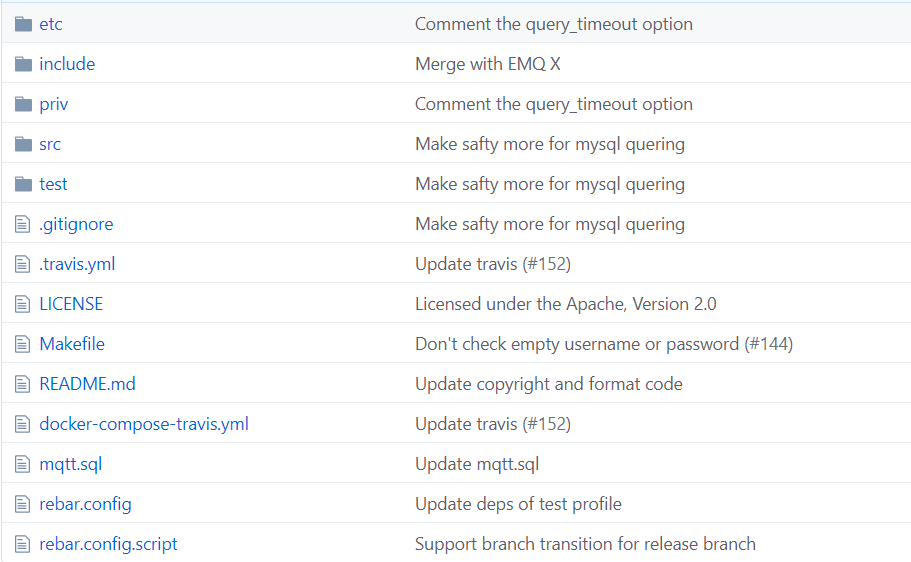 etc Comment the query_timeout option
include Merge with EMQ X
priv Comment the query_timeout option
src Make safty more for mysql quering
test Make safty more for mysql quering
.gitignore Make safty more for mysql quering
.travis.yml Update travis (#152)
LICENSE Licensed under the Apache, Version 2.0
Makefile Don't check empty username or password (#144)
README.md Update copyright and format code
docker-compose-travis.yml Update travis (#152)
mqtt.sql Update mqtt.sql
rebar.config Update deps of test profile
rebar.config.script Support branch transition for release branch